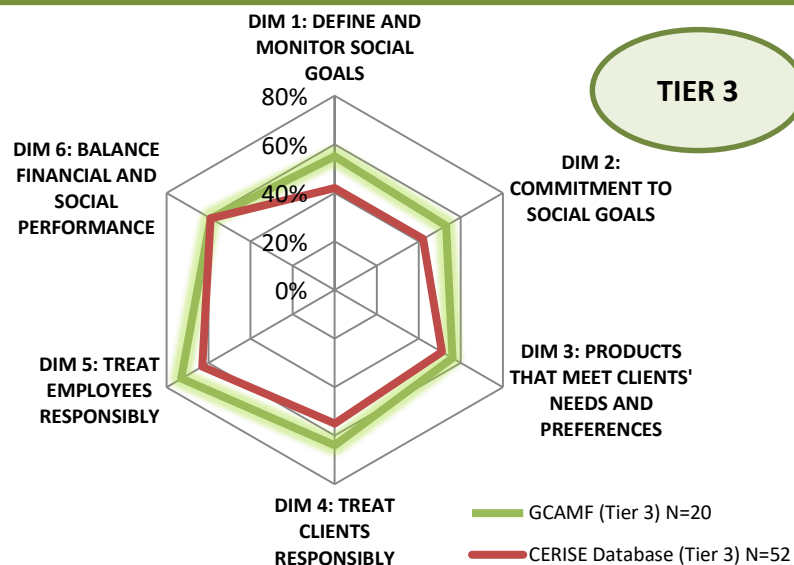 DIM 1: DEFINE AND
MONITOR SOCIAL
GOALS
TIER 3
80%
60%
40%
20%
0%
DIM 6: BALANCE
FINANCIAL AND
SOCIAL
PERFORMANCE
DIM 2:
COMMITMENT TO
SOCIAL GOALS
DIM 5: TREAT
EMPLOYEES
RESPONSIBLY
DIM 3: PRODUCTS
THAT MEET CLIENTS'
NEEDS AND
PREFERENCES
DIM 4: TREAT
CLIENTS
RESPONSIBLY
GCAMF (Tier 3) N=20
CERISE Database (Tier 3) N=52